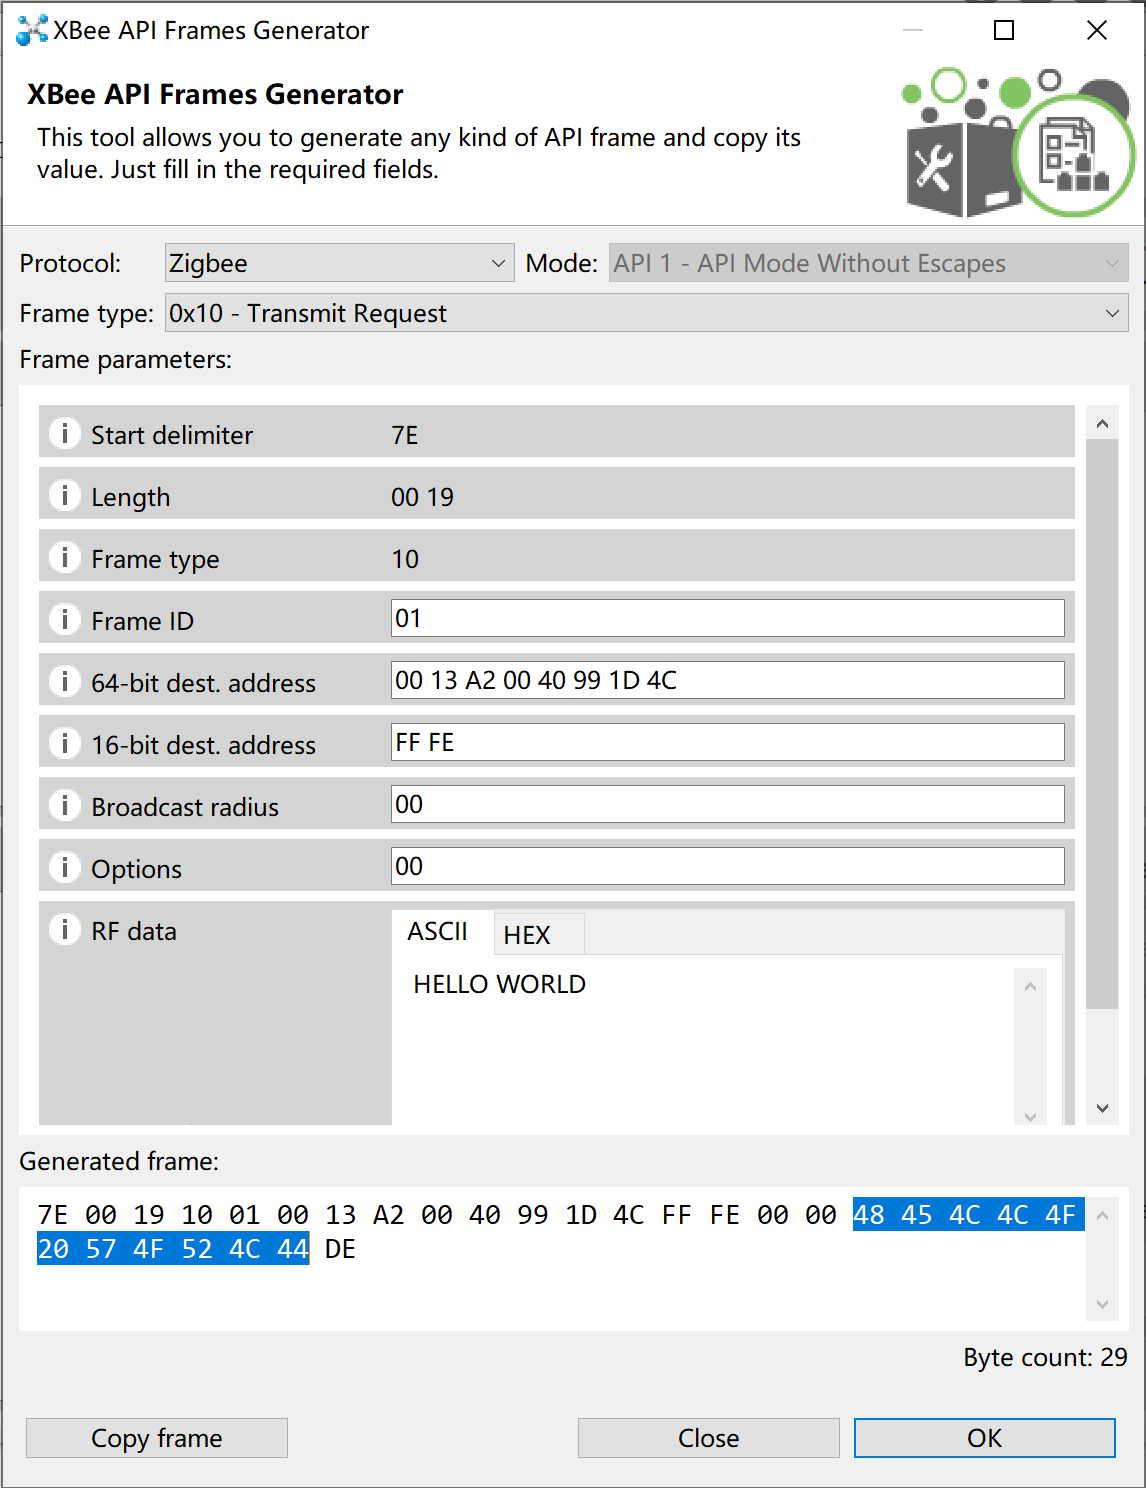 XBee API Frames Generator
XBee API Frames Generator
This tool allows you to generate any kind of API frame and copy its
value. Just fill in the required fields.
Protocol: Zigbee Mode: API 1 - API Mode Without Escapes
Frame type: 0x10 - Transmit Request
Frame parameters:
i Start delimiter 7E
i Length 00 19
i Frame type 10
i Frame ID 01
i 64-bit dest. address 00 13 A2 00 40 99 1D 4C
i 16-bit dest. address FF FE
i Broadcast radius 00
i Options 00
i RF data ASCII HEX
HELLO WORLD
Generated frame:
7E 00 19 10 01 00 13 A2 00 40 99 1D 4C FF FE 00 00 48 45 4C 4C 4F
20 57 4F 52 4C 44 DE
Byte count: 29
Copy frame Close OK